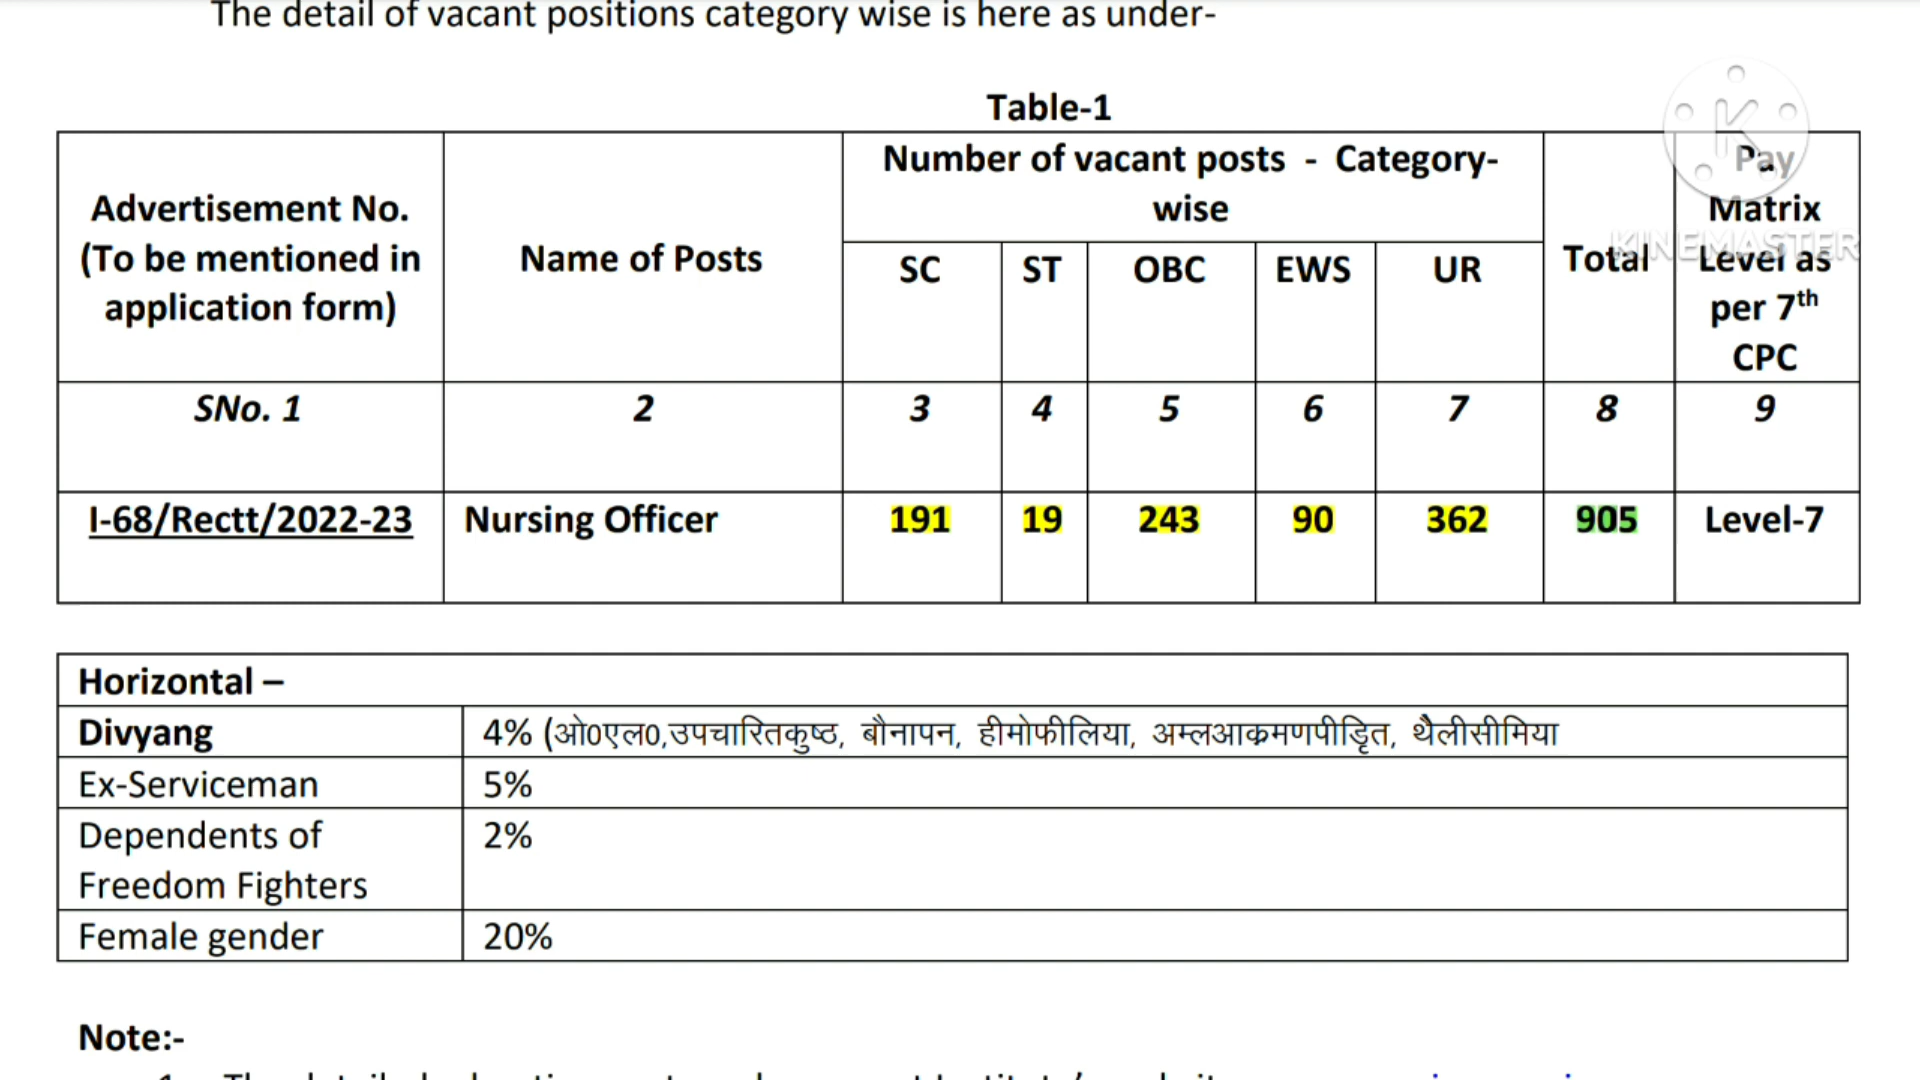 The detail of vacant positions category wise is here as under-
Table-1
Advertisement No.
(To be mentioned in
application form)
Name of Posts
Number of vacant posts - Category-
wise
SC ST OBC EWS UR
Total
Pay
Matrix
Level as
per 7th
CPC
KINEMASTER
SNo. 1 2 3 4 5 6 7 8 9
I-68/Rectt/2022-23 Nursing Officer 191 19 243 90 362 905 Level-7
Horizontal –
Divyang 4% (ओ0एल0,उपचारितकुष्ठ, बौनापन, हीमोफीलिया, अम्लआक्रमणपीड़ित, थैलीसीमिया
Ex-Serviceman 5%
Dependents of 2%
Freedom Fighters
Female gender 20%
Note:-